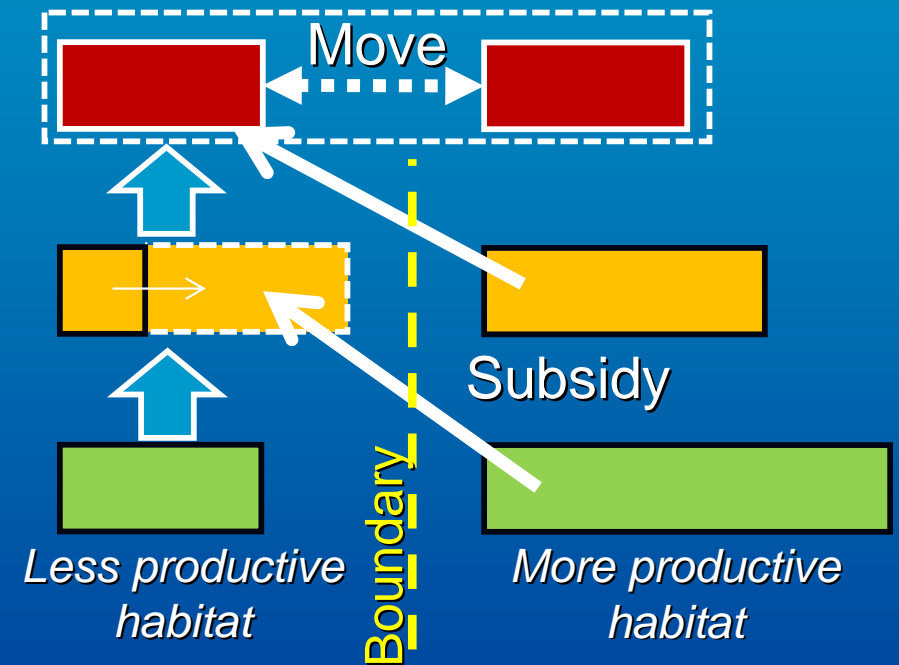 Move
Subsidy
Boundary
Less productive
habitat
More productive
habitat